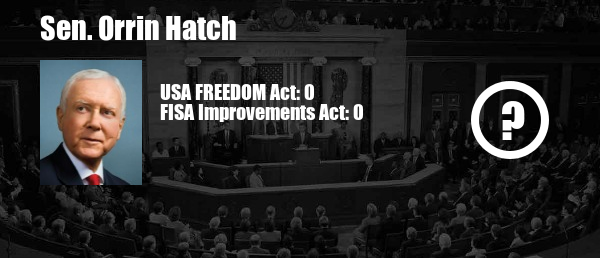 Sen. Orrin Hatch
USA FREEDOM Act: 0
FISA Improvements Act: 0
?